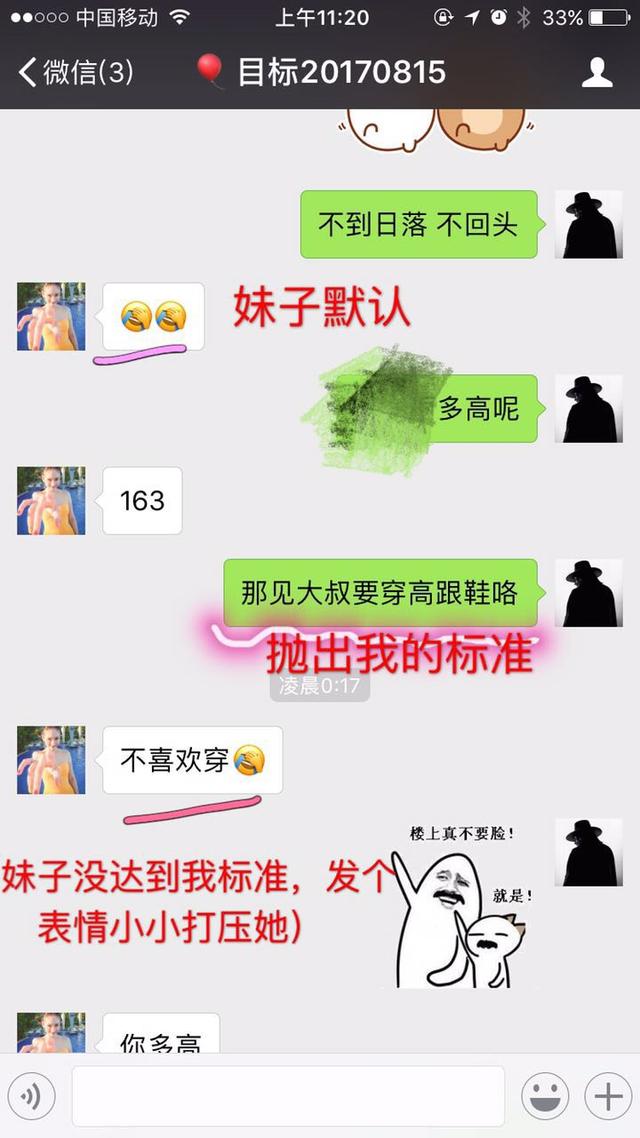 中国移动
上午11:20
33%
微信(3)
目标20170815
不到日落 不回头
妹子默认
多高呢
163
那见大叔要穿高跟鞋咯
抛出我的标准
凌晨0:17
不喜欢穿
楼上真不要脸！
就是！
妹子没达到我标准，发个
表情小小打压她）
你多高